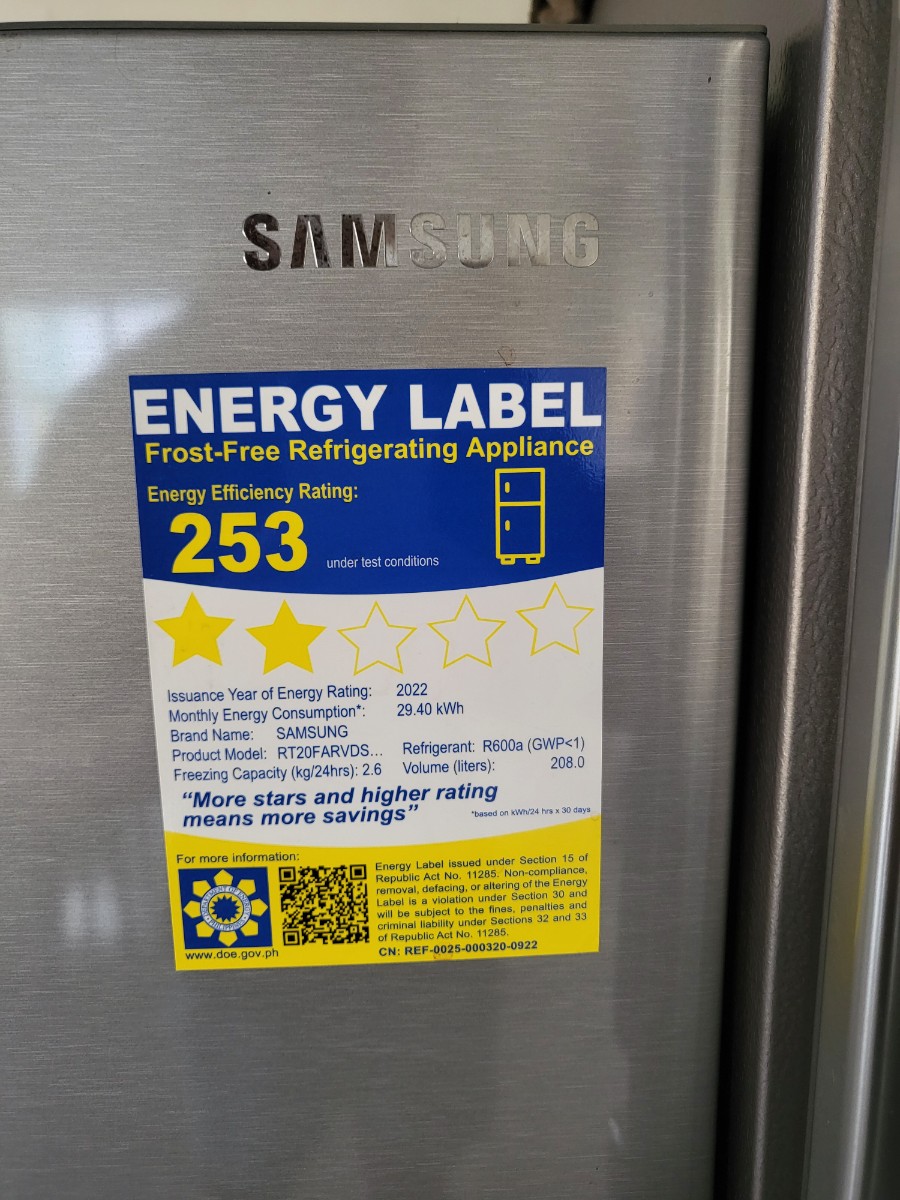 SAMSUNG
ENERGY LABEL
Frost-Free Refrigerating Appliance
Energy Efficiency Rating:
253 under test conditions
Issuance Year of Energy Rating: 2022
Monthly Energy Consumption*: 29.40 kWh
Brand Name: SAMSUNG
Product Model: RT20FARVDS... Refrigerant: R600a (GWP<1)
Freezing Capacity (kg/24hrs): 2.6 Volume (liters): 208.0
“More stars and higher rating
means more savings”
*based on kWh/24 hrs x 30 days
For more information:
DEPARTMENT OF ENERGY
PHILIPPINES
www.doe.gov.ph
Energy Label issued under Section 15 of
Republic Act No. 11285. Non-compliance,
removal, defacing, or altering of the Energy
Label is a violation under Section 30 and
will be subject to the fines, penalties and
criminal liability under Sections 32 and 33
of Republic Act No. 11285.
CN: REF-0025-000320-0922